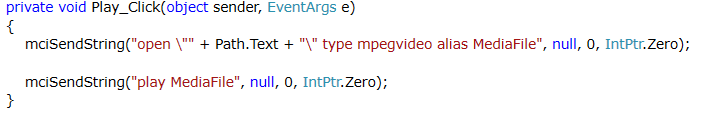 private void Play_Click(object sender, EventArgs e)
{
mciSendString("open \"" + Path.Text + "\" type mpegvideo alias MediaFile", null, 0, IntPtr.Zero);
mciSendString("play MediaFile", null, 0, IntPtr.Zero);
}